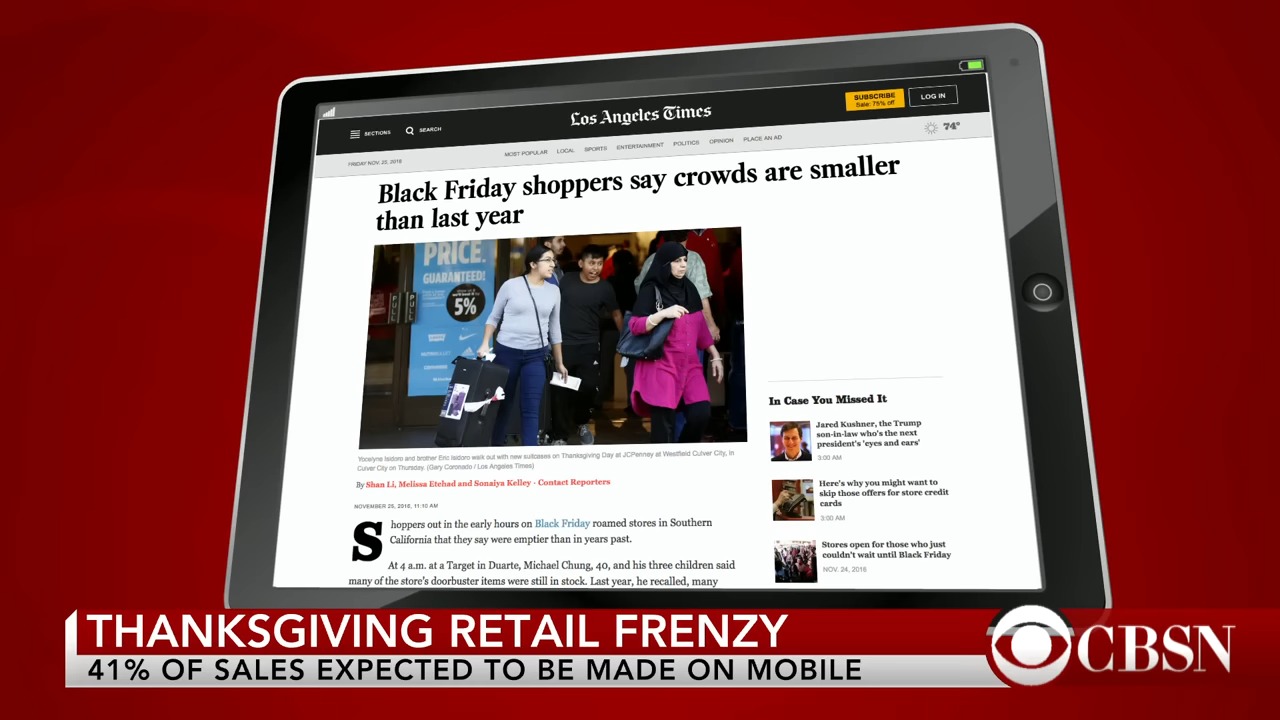 Los Angeles Times
SUBSCRIBE
Sale: 75% off
LOG IN
SECTIONS
SEARCH
74°
MOST POPULAR LOCAL SPORTS ENTERTAINMENT POLITICS OPINION PLACE AN AD
FRIDAY NOV. 25, 2016
Black Friday shoppers say crowds are smaller
than last year
PRICE
GUARANTEED!
5%
PULL
PULL
Yocelyne Isidoro and brother Eric Isidoro walk out with new suitcases on Thanksgiving Day at JCPenney at Westfield Culver City, in
Culver City on Thursday. (Gary Coronado / Los Angeles Times)
By Shan Li, Melissa Etehad and Sonaiya Kelley · Contact Reporters
NOVEMBER 25, 2016, 11:10 AM
Shoppers out in the early hours on Black Friday roamed stores in Southern
California that they say were emptier than in years past.
At 4 a.m. at a Target in Duarte, Michael Chung, 40, and his three children said
many of the store's doorbuster items were still in stock. Last year, he recalled, many
In Case You Missed It
Jared Kushner, the Trump
son-in-law who's the next
president's 'eyes and ears'
3:00 AM
Here's why you might want to
skip those offers for store credit
cards
3:00 AM
Stores open for those who just
couldn't wait until Black Friday
NOV. 24, 2016
THANKSGIVING RETAIL FRENZY
41% OF SALES EXPECTED TO BE MADE ON MOBILE
CBSN